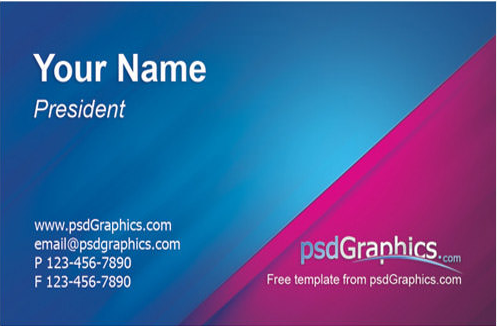 Your Name
President
www.psdGraphics.com
email@psdgraphics.com
P 123-456-7890
F 123-456-7890
psdGraphics.com
Free template from psdGraphics.com